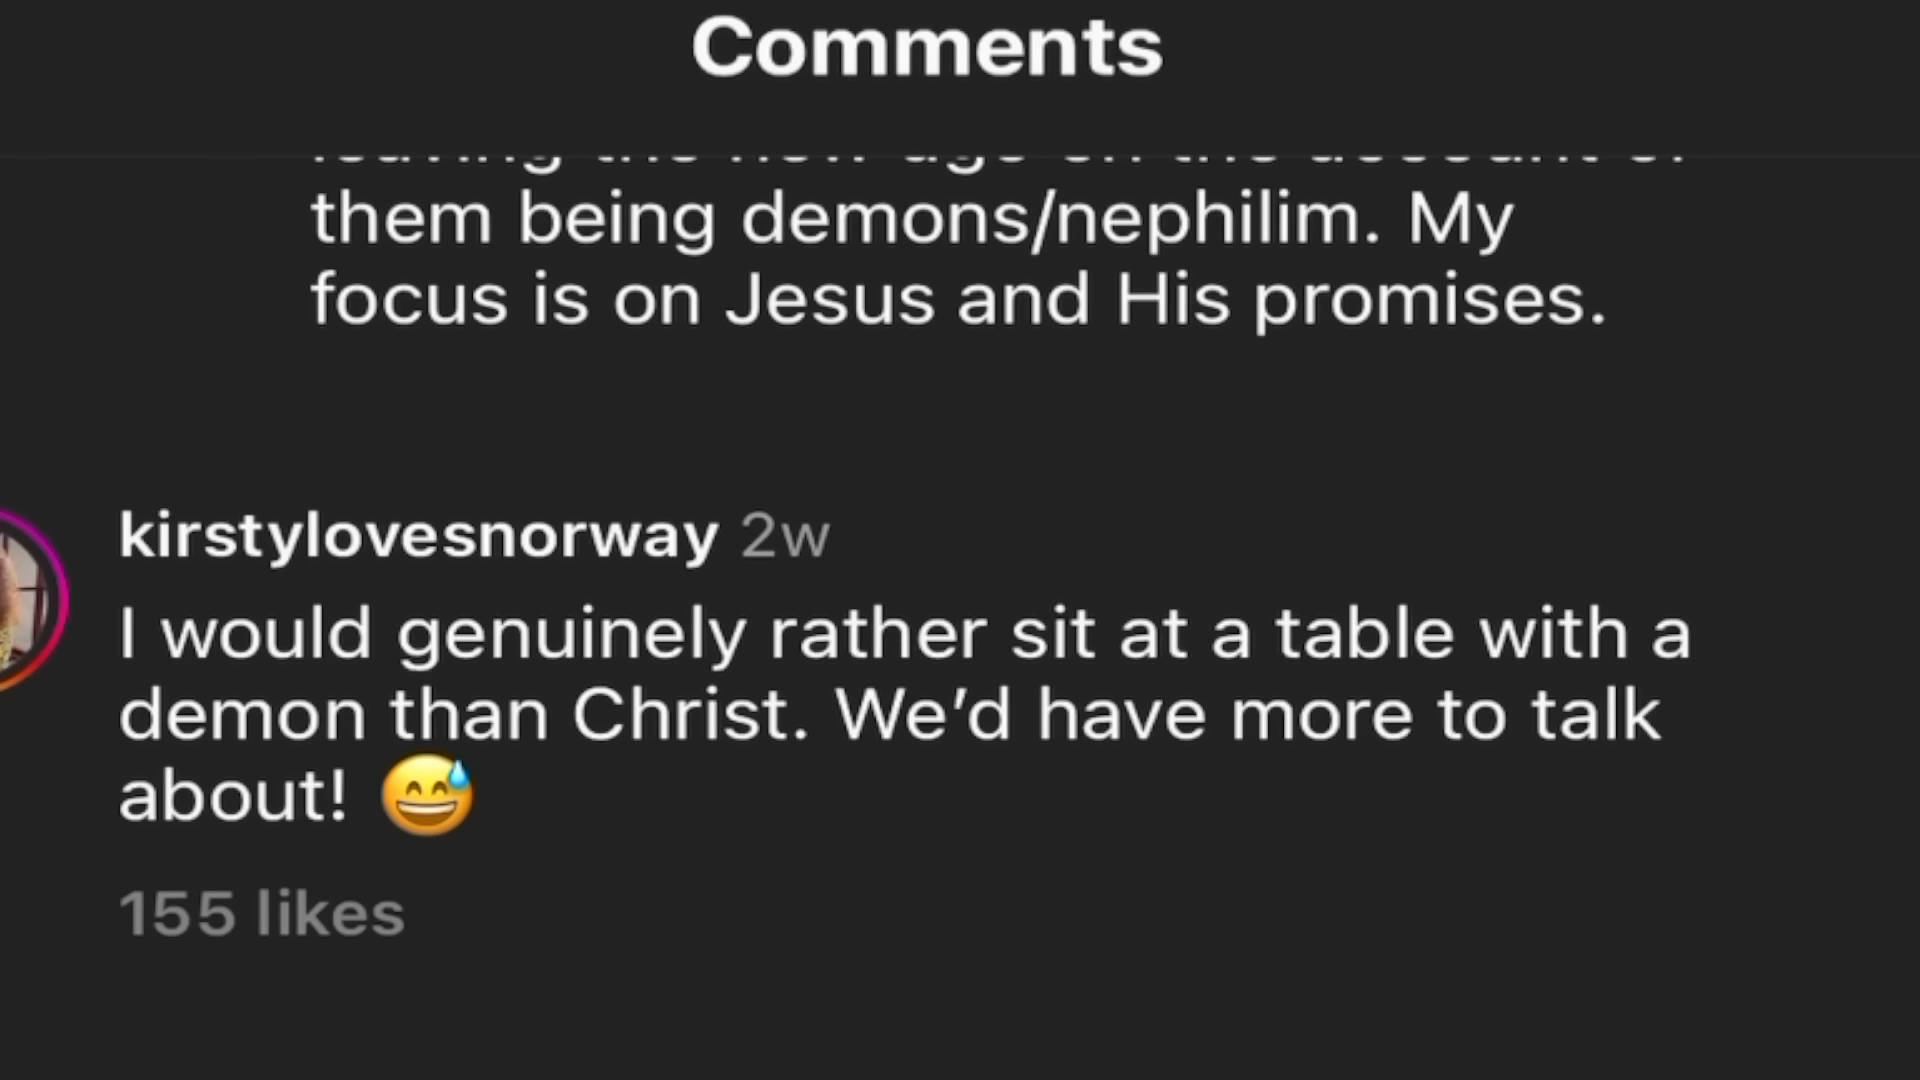 Comments
them being demons/nephilim. My
focus is on Jesus and His promises.
kirstylovesnorway 2w
I would genuinely rather sit at a table with a
demon than Christ. We’d have more to talk
about! 😅
155 likes